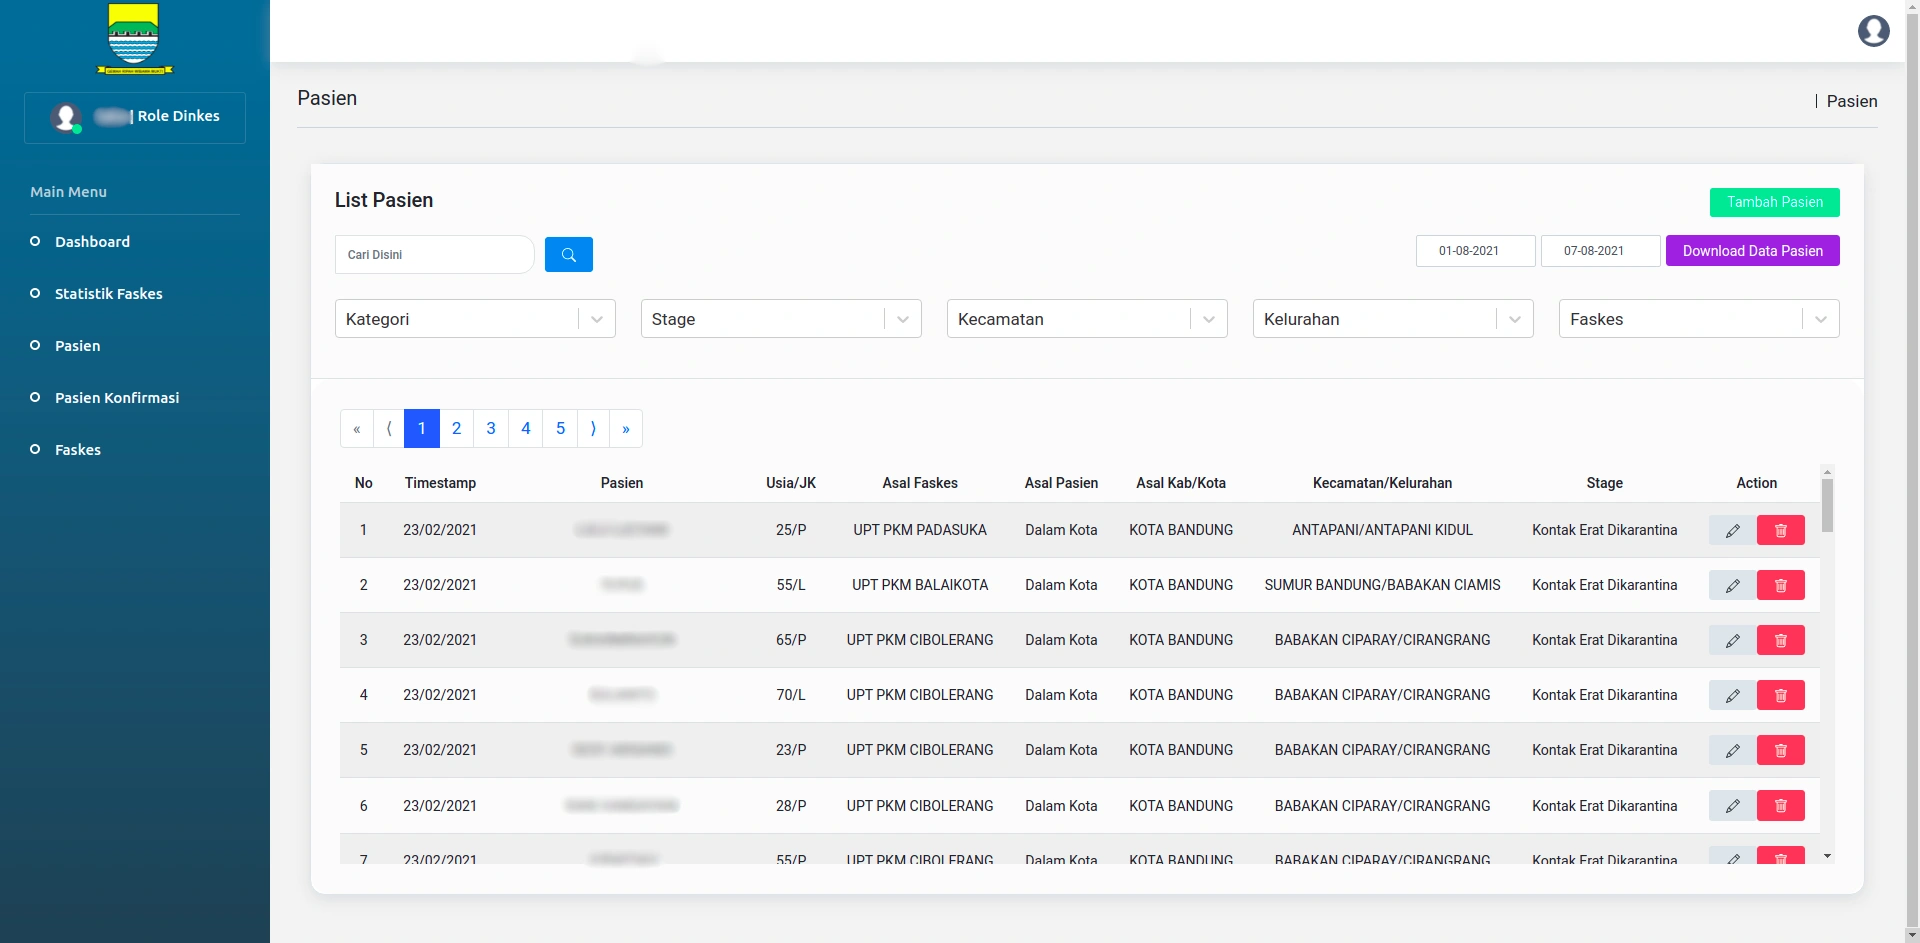 | Role Dinkes
Main Menu
Dashboard
Statistik Faskes
Pasien
Pasien Konfirmasi
Faskes
Pasien
| Pasien
List Pasien
Tambah Pasien
Cari Disini
01-08-2021 07-08-2021 Download Data Pasien
Kategori Stage Kecamatan Kelurahan Faskes
« ⟨ 1 2 3 4 5 ⟩ »
No Timestamp Pasien Usia/JK Asal Faskes Asal Pasien Asal Kab/Kota Kecamatan/Kelurahan Stage Action
1 23/02/2021 25/P UPT PKM PADASUKA Dalam Kota KOTA BANDUNG ANTAPANI/ANTAPANI KIDUL Kontak Erat Dikarantina
2 23/02/2021 55/L UPT PKM BALAIKOTA Dalam Kota KOTA BANDUNG SUMUR BANDUNG/BABAKAN CIAMIS Kontak Erat Dikarantina
3 23/02/2021 65/P UPT PKM CIBOLERANG Dalam Kota KOTA BANDUNG BABAKAN CIPARAY/CIRANGRANG Kontak Erat Dikarantina
4 23/02/2021 70/L UPT PKM CIBOLERANG Dalam Kota KOTA BANDUNG BABAKAN CIPARAY/CIRANGRANG Kontak Erat Dikarantina
5 23/02/2021 23/P UPT PKM CIBOLERANG Dalam Kota KOTA BANDUNG BABAKAN CIPARAY/CIRANGRANG Kontak Erat Dikarantina
6 23/02/2021 28/P UPT PKM CIBOLERANG Dalam Kota KOTA BANDUNG BABAKAN CIPARAY/CIRANGRANG Kontak Erat Dikarantina
7 23/02/2021 55/P UPT PKM CIBOLERANG Dalam Kota KOTA BANDUNG BABAKAN CIPARAY/CIRANGRANG Kontak Erat Dikarantina